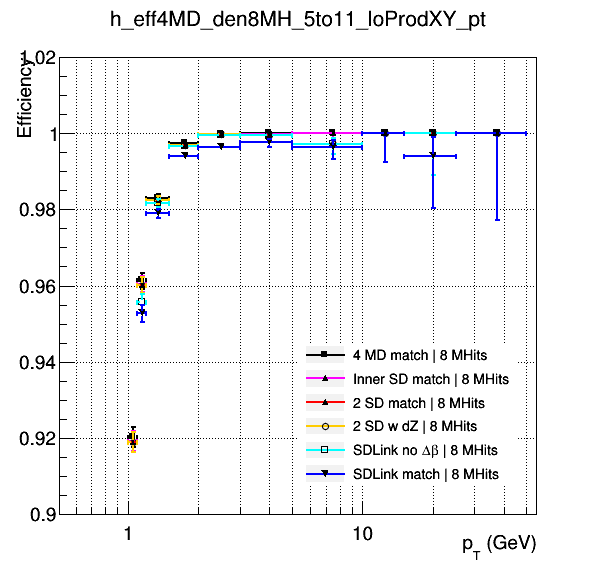 h_eff4MD_den8MH_5to11_loProdXY_pt
Efficiency
1.02
1
0.98
0.96
0.94
0.92
0.9
4 MD match | 8 MHits
Inner SD match | 8 MHits
2 SD match | 8 MHits
2 SD w dZ | 8 MHits
SDLink no Δβ | 8 MHits
SDLink match | 8 MHits
1
10
p_T (GeV)